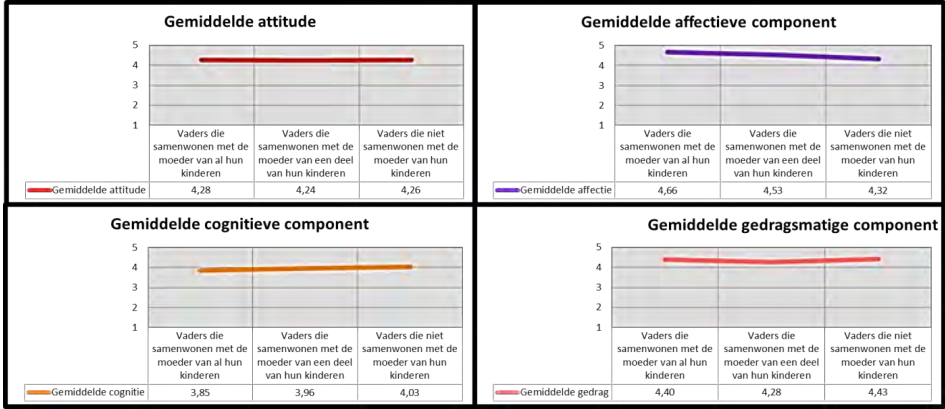 Gemiddelde attitude
5
4
3
2
1
Vaders die
samenwonen met de
moeder van al hun
kinderen
Vaders die
samenwonen met de
moeder van een deel
van hun kinderen
Vaders die niet
samenwonen met de
moeder van hun
kinderen
Gemiddelde attitude 4,28 4,24 4,26
Gemiddelde affectieve component
5
4
3
2
1
Vaders die
samenwonen met de
moeder van al hun
kinderen
Vaders die
samenwonen met de
moeder van een deel
van hun kinderen
Vaders die niet
samenwonen met de
moeder van hun
kinderen
Gemiddelde affectie 4,66 4,53 4,32
Gemiddelde cognitieve component
5
4
3
2
1
Vaders die
samenwonen met de
moeder van al hun
kinderen
Vaders die
samenwonen met de
moeder van een deel
van hun kinderen
Vaders die niet
samenwonen met de
moeder van hun
kinderen
Gemiddelde cognitie 3,85 3,96 4,03
Gemiddelde gedragsmatige component
5
4
3
2
1
Vaders die
samenwonen met de
moeder van al hun
kinderen
Vaders die
samenwonen met de
moeder van een deel
van hun kinderen
Vaders die niet
samenwonen met de
moeder van hun
kinderen
Gemiddelde gedrag 4,40 4,28 4,43